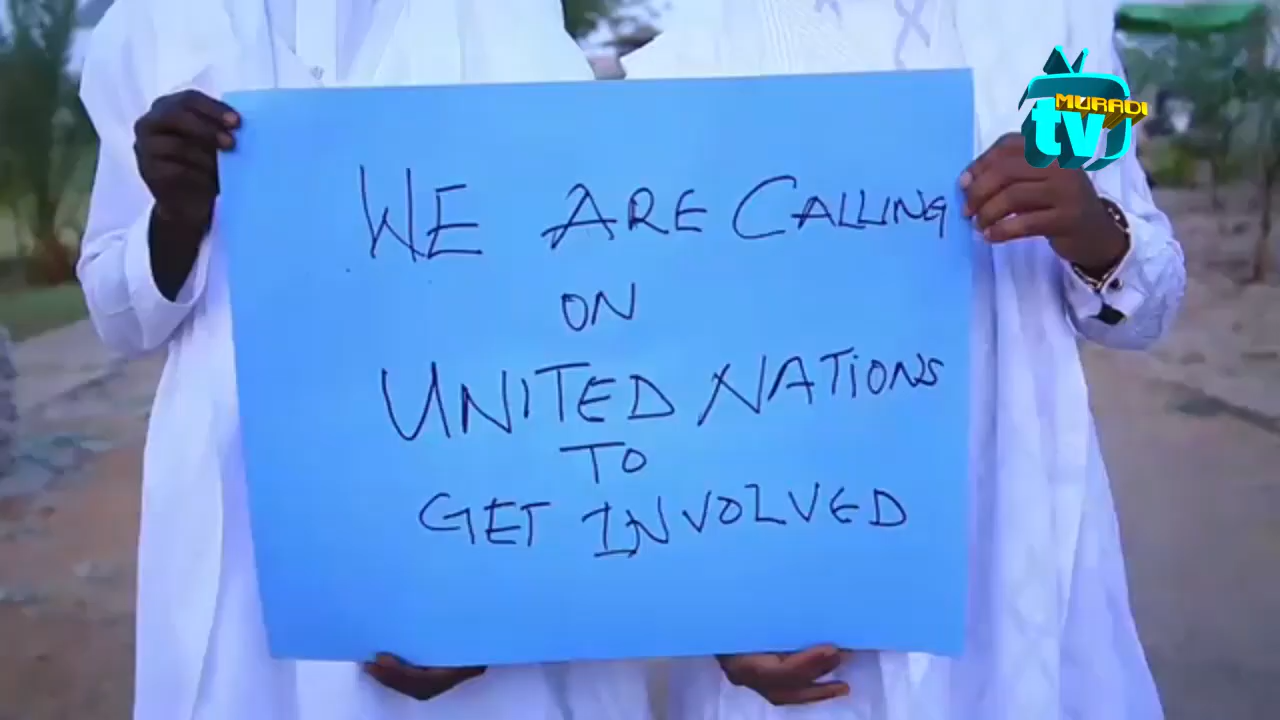 MURADI
tv
WE ARE CALLING
ON
UNITED NATIONS
TO
GET INVOLVED